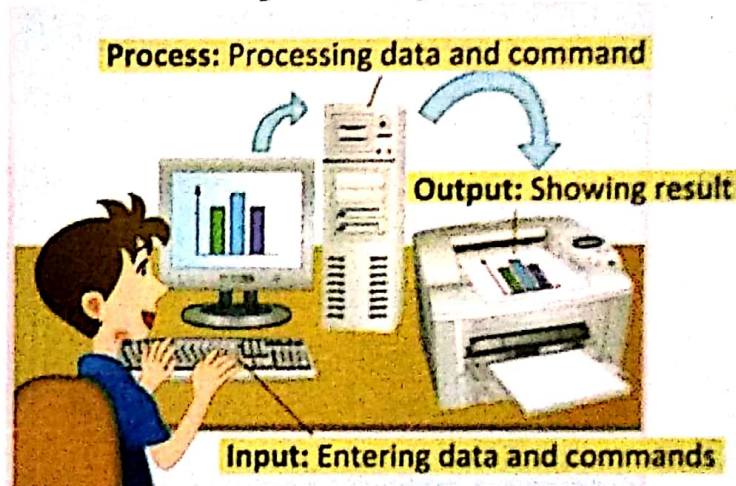 Process: Processing data and command
Output: Showing result
Input: Entering data and commands